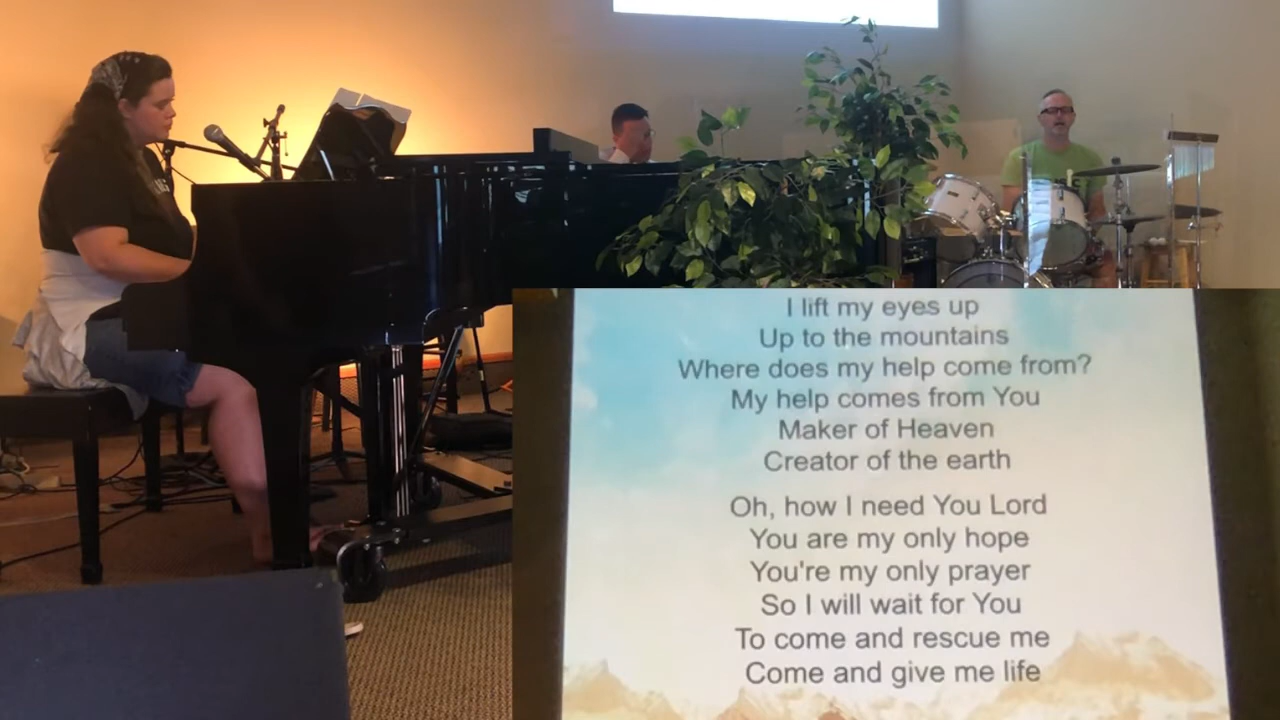 I lift my eyes up
Up to the mountains
Where does my help come from?
My help comes from You
Maker of Heaven
Creator of the earth
Oh, how I need You Lord
You are my only hope
You're my only prayer
So I will wait for You
To come and rescue me
Come and give me life